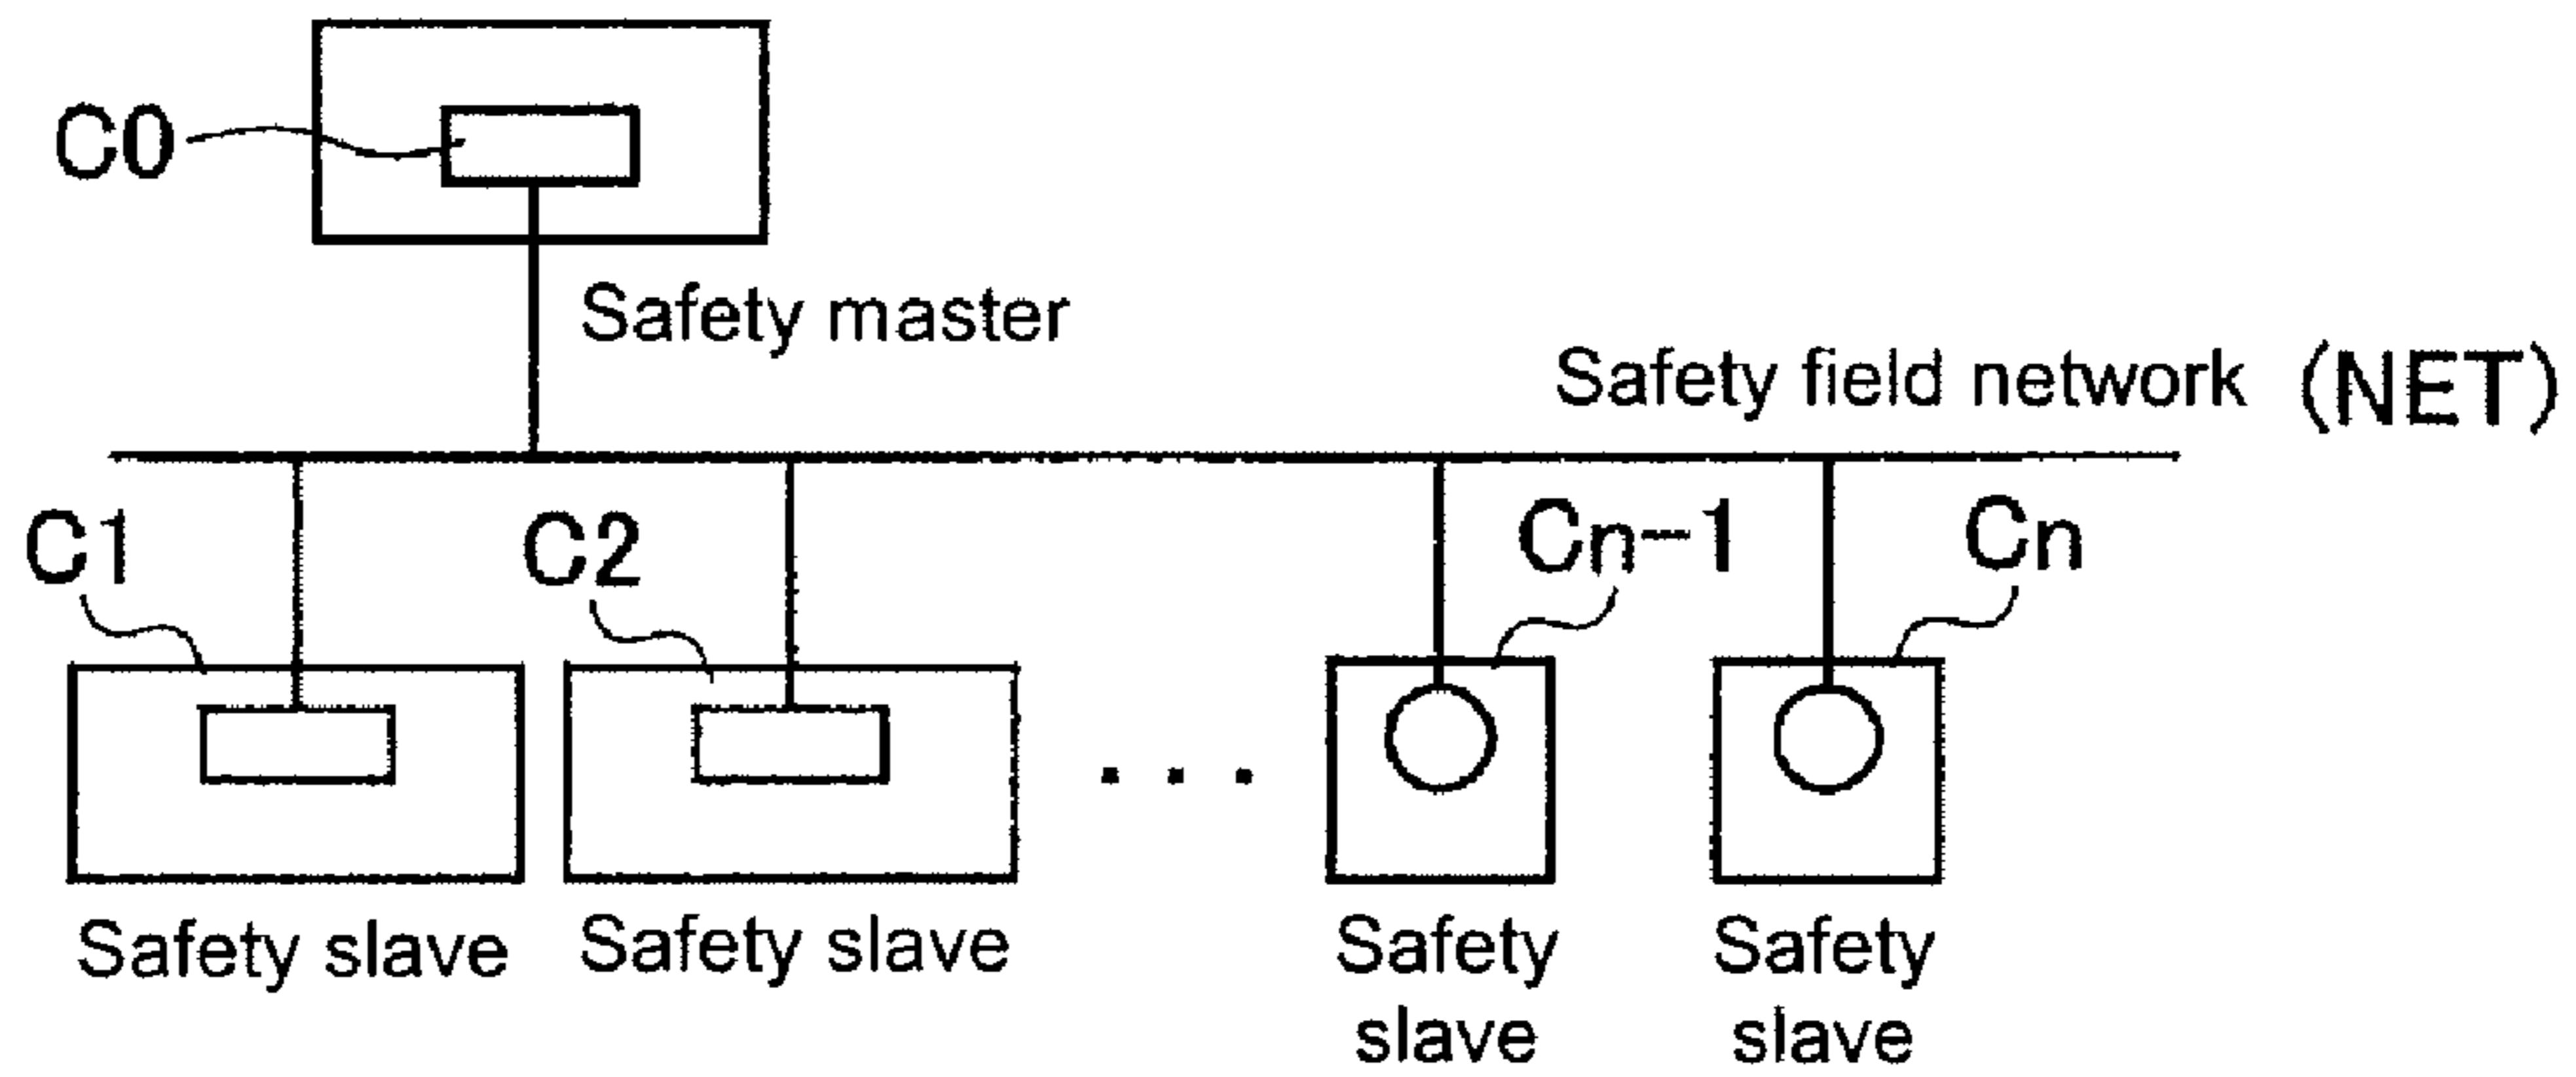 C0
Safety master
Safety field network (NET)
C1
C2
Cn-1
Cn
Safety slave
Safety slave
Safety
slave
Safety
slave